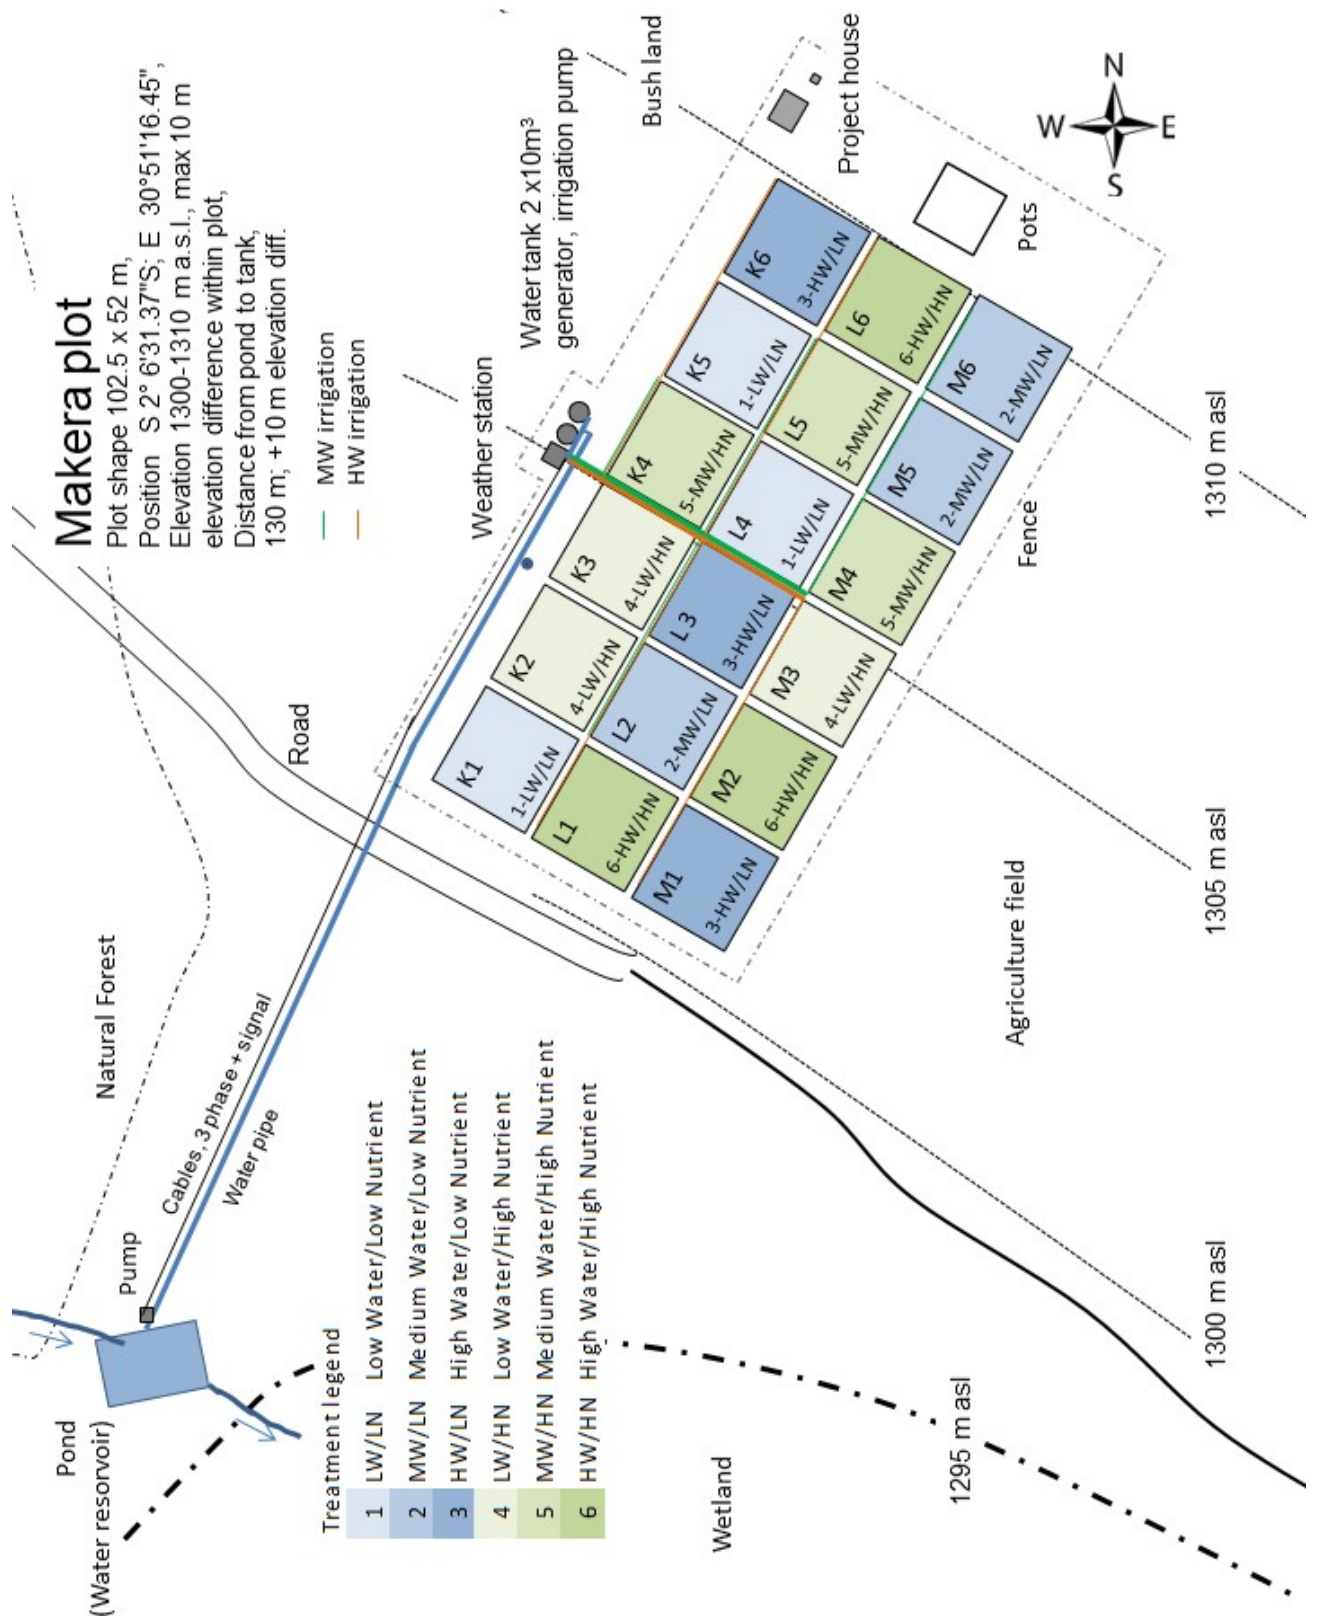 Makera plot
Plot shape 102.5 x 52 m,
Position S 2° 6'31.37"S; E 30°51'16.45",
Elevation 1300-1310 m a.s.l., max 10 m
elevation difference within plot,
Distance from pond to tank,
130 m; +10 m elevation diff.
MW irrigation
HW irrigation
Natural Forest
Road
Pond
(Water reservoir)
Pump
Cables, 3 phase + signal
Water pipe
Weather station
Water tank 2 x10m³
generator, irrigation pump
Bush land
Project house
Pots
N
W
E
S
K1
1-LW/LN
K2
4-LW/HN
K3
4-LW/HN
K4
5-MW/HN
K5
1-LW/LN
K6
3-HW/LN
L1
6-HW/HN
L2
2-MW/LN
L3
3-HW/LN
L4
1-LW/LN
L5
5-MW/HN
L6
6-HW/HN
M1
3-HW/LN
M2
6-HW/HN
M3
4-LW/HN
M4
5-MW/HN
M5
2-MW/LN
M6
2-MW/LN
Fence
Agriculture field
Treatment legend
1 LW/LN Low Water/Low Nutrient
2 MW/LN Medium Water/Low Nutrient
3 HW/LN High Water/Low Nutrient
4 LW/HN Low Water/High Nutrient
5 MW/HN Medium Water/High Nutrient
6 HW/HN High Water/High Nutrient
Wetland
1295 m asl
1300 m asl
1305 m asl
1310 m asl